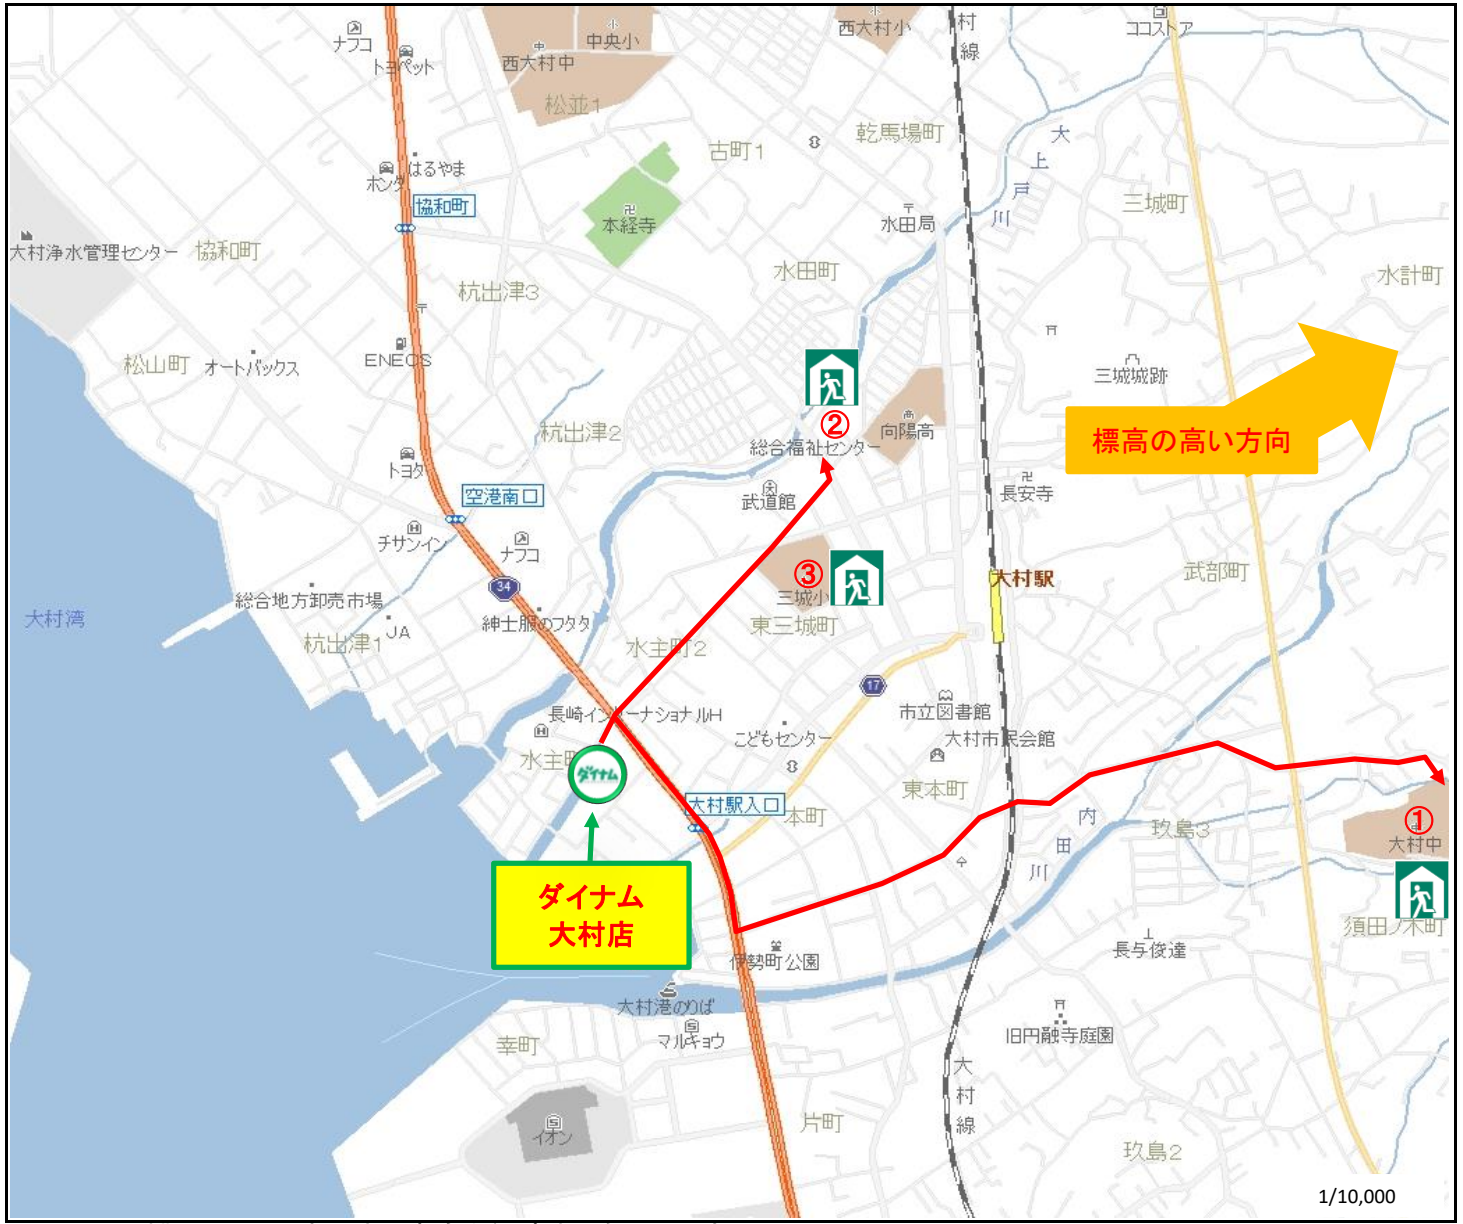 ナフコ
トヨペット
西大村中
中央小
西大村小
村
線
ココストア
松並1
古町1
乾馬場町
大
上
戸
川
はるやま
ホンダ
協和町
本経寺
水田局
三城町
大村浄水管理センター
協和町
杭出津3
水田町
水計町
松山町
オートバックス
ENEOS
三城城跡
杭出津2
②
総合福祉センター
向陽高
標高の高い方向
トヨタ
空港南口
武道館
長安寺
チサンイン
ナフコ
34
③
三城小
大村駅
武部町
総合地方卸売市場
大村湾
JA
紳士服のフタタ
杭出津1
水主町2
東三城町
17
長崎インターナショナルH
市立図書館
こどもセンター
大村市民会館
水主町
ダイナム
大村駅入口
本町
東本町
内
田
川
玖島3
①
大村中
ダイナム
大村店
須田ノ木町
伊勢町公園
長与俊達
大村港のりば
マルキョウ
旧円融寺庭園
幸町
大
村
線
イオン
片町
玖島2
1/10,000